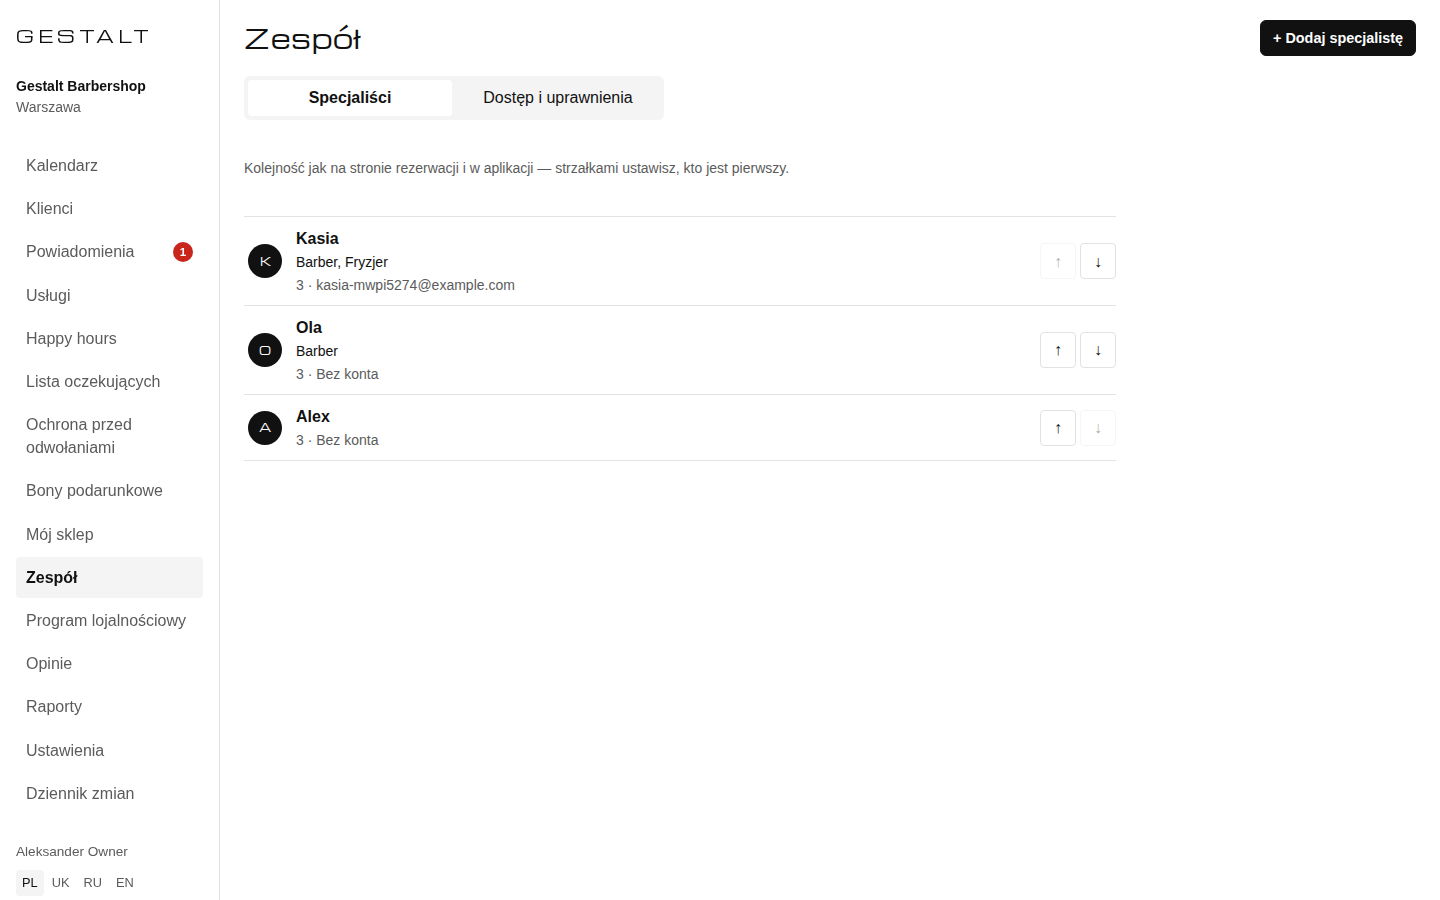 GESTALT
Gestalt Barbershop
Warszawa
Kalendarz
Klienci
Powiadomienia 1
Usługi
Happy hours
Lista oczekujących
Ochrona przed
odwołaniami
Bony podarunkowe
Mój sklep
Zespół
Program lojalnościowy
Opinie
Raporty
Ustawienia
Dziennik zmian
Aleksander Owner
PL UK RU EN
Zespół
+ Dodaj specjalistę
Specjaliści Dostęp i uprawnienia
Kolejność jak na stronie rezerwacji i w aplikacji — strzałkami ustawisz, kto jest pierwszy.
K
Kasia
Barber, Fryzjer
3 · kasia-mwpi5274@example.com
↑ ↓
O
Ola
Barber
3 · Bez konta
↑ ↓
A
Alex
3 · Bez konta
↑ ↓